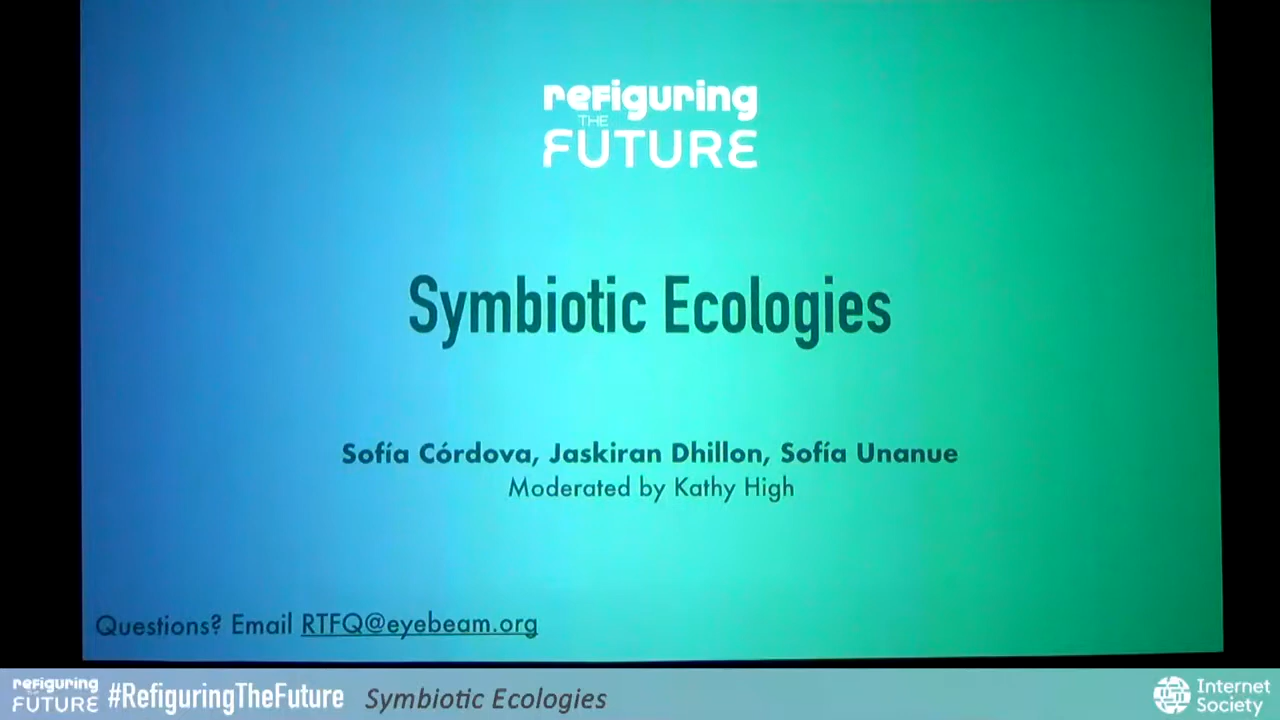 refiguring
THE
FUTURE
Symbiotic Ecologies
Sofía Córdova, Jaskiran Dhillon, Sofía Unanue
Moderated by Kathy High
Questions? Email RTFQ@eyebeam.org
refiguring
THE
FUTURE
#RefiguringTheFuture
Symbiotic Ecologies
Internet
Society